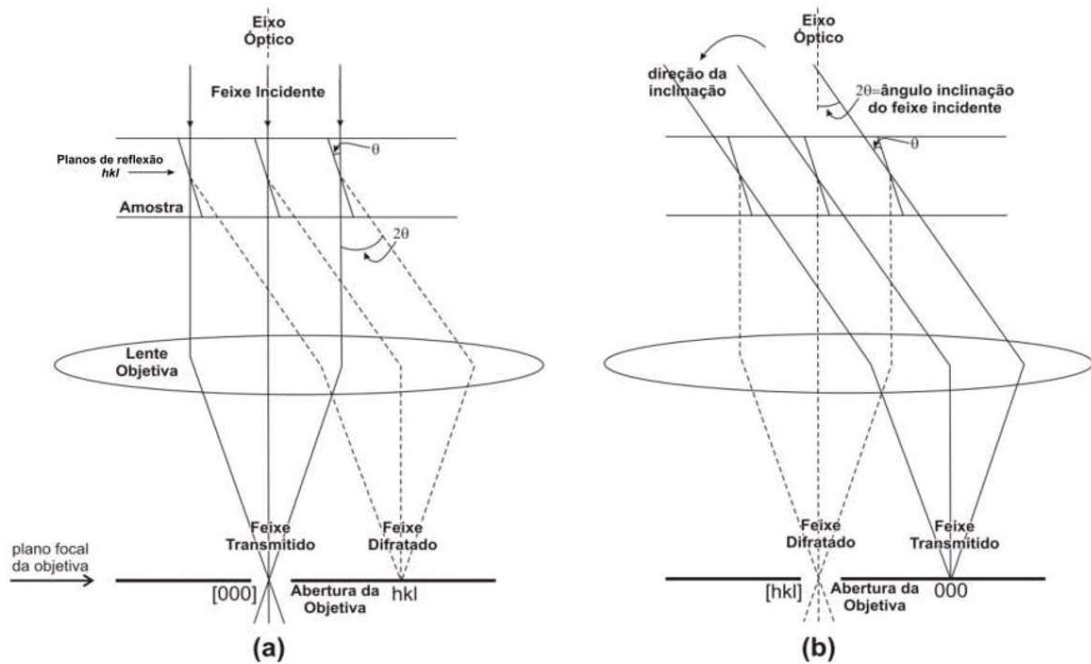 Eixo
Óptico
Feixe Incidente
θ
Planos de reflexão
hkl
Amostra
2θ
Lente
Objetiva
Feixe
Transmitido
Feixe
Difratado
plano focal
da objetiva
[000]
Abertura da
Objetiva
hkl
(a)
Eixo
Óptico
direção da
inclinação
2θ=ângulo inclinação
do feixe incidente
θ
Feixe
Difratado
Feixe
Transmitido
[hkl]
Abertura da
Objetiva
000
(b)